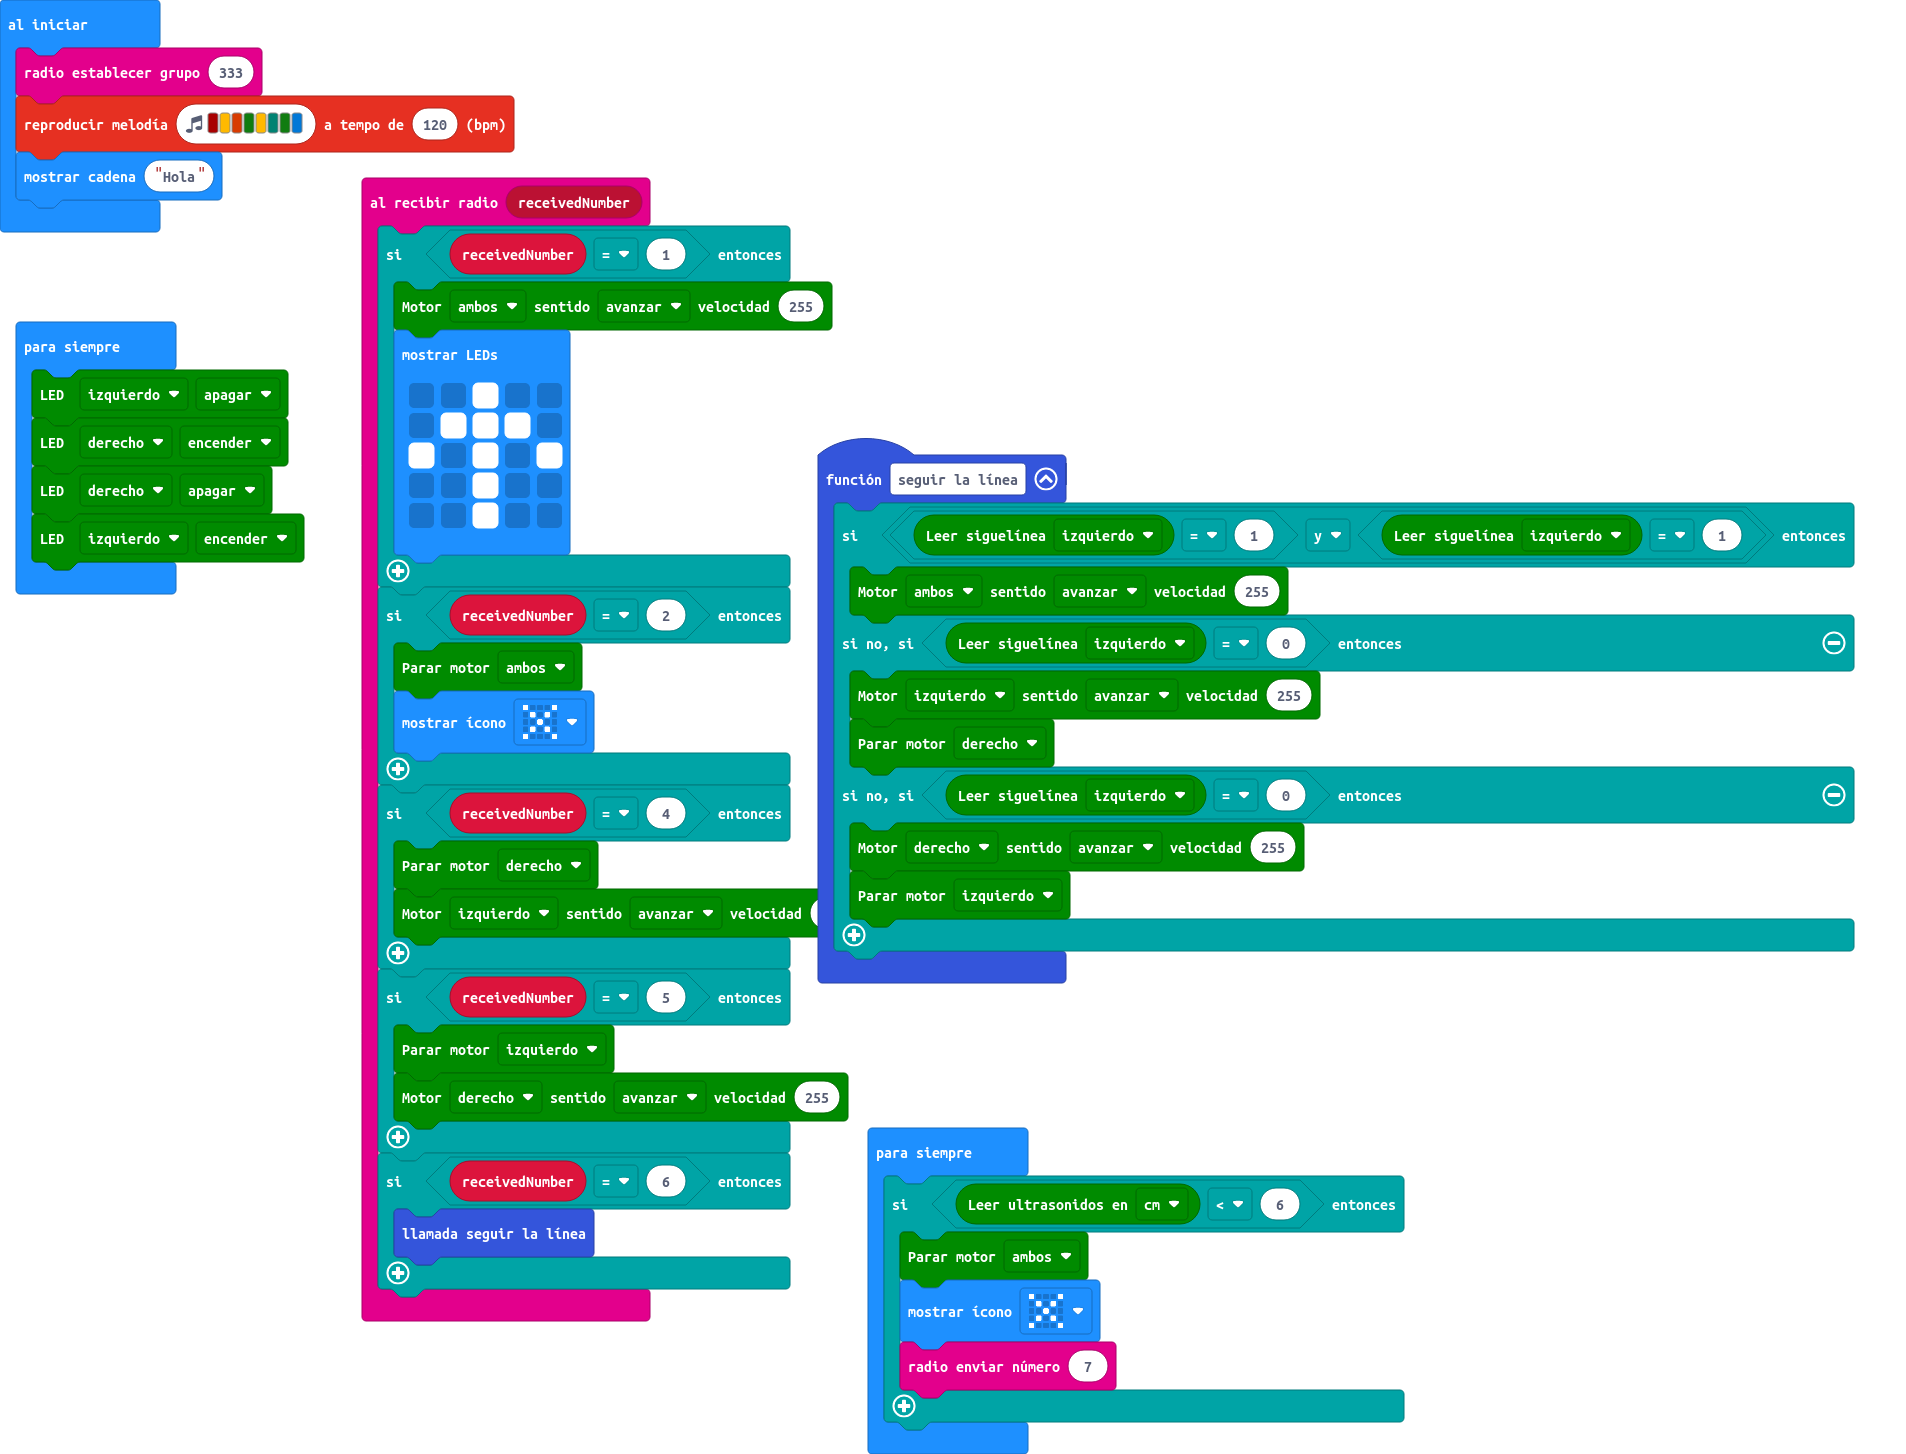 al iniciar
radio establecer grupo 333
reproducir melodía a tempo de 120 (bpm)
mostrar cadena "Hola"
para siempre
LED izquierdo apagar
LED derecho encender
LED derecho apagar
LED izquierdo encender
al recibir radio receivedNumber
si receivedNumber = 1 entonces
Motor ambos sentido avanzar velocidad 255
mostrar LEDs
si receivedNumber = 2 entonces
Parar motor ambos
mostrar ícono
si receivedNumber = 4 entonces
Parar motor derecho
Motor izquierdo sentido avanzar velocidad
si receivedNumber = 5 entonces
Parar motor izquierdo
Motor derecho sentido avanzar velocidad 255
si receivedNumber = 6 entonces
llamada seguir la línea
función seguir la línea
si Leer siguelínea izquierdo = 1 y Leer siguelínea izquierdo = 1 entonces
Motor ambos sentido avanzar velocidad 255
si no, si Leer siguelínea izquierdo = 0 entonces
Motor izquierdo sentido avanzar velocidad 255
Parar motor derecho
si no, si Leer siguelínea izquierdo = 0 entonces
Motor derecho sentido avanzar velocidad 255
Parar motor izquierdo
para siempre
si Leer ultrasonidos en cm < 6 entonces
Parar motor ambos
mostrar ícono
radio enviar número 7